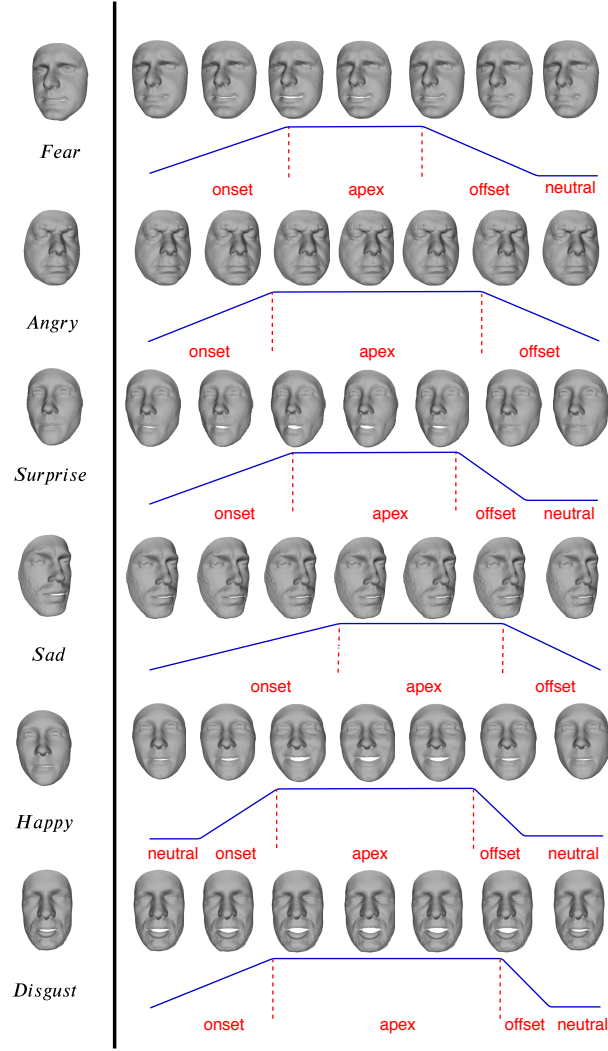 Fear
onset apex offset neutral
Angry
onset apex offset
Surprise
onset apex offset neutral
Sad
onset apex offset
Happy
neutral onset apex offset neutral
Disgust
onset apex offset neutral